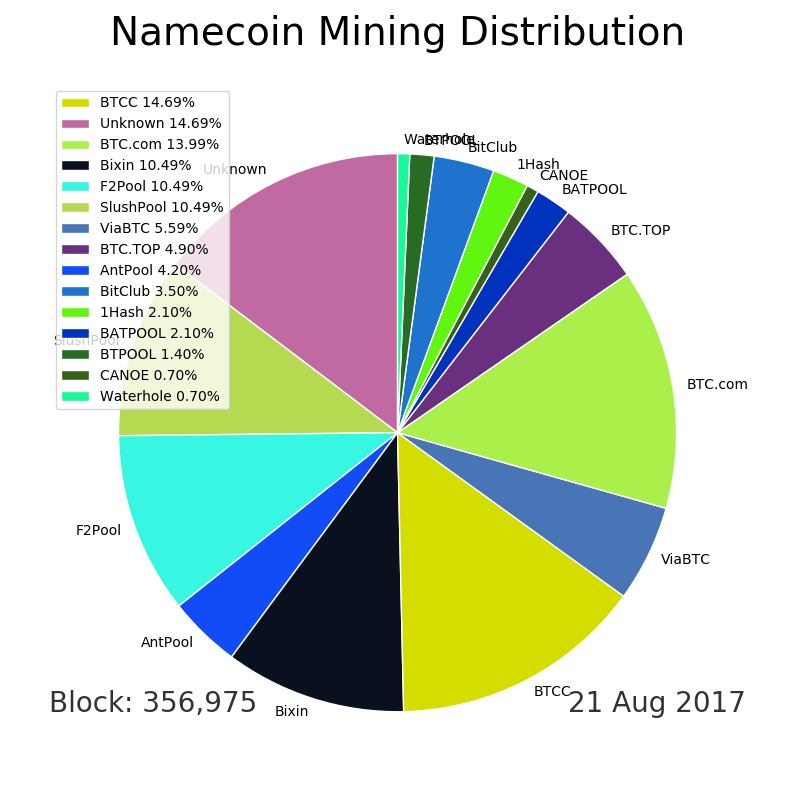 Namecoin Mining Distribution
BTCC 14.69%
Unknown 14.69%
BTC.com 13.99%
Bixin 10.49%
F2Pool 10.49%
SlushPool 10.49%
ViaBTC 5.59%
BTC.TOP 4.90%
AntPool 4.20%
BitClub 3.50%
1Hash 2.10%
BATPOOL 2.10%
BTPOOL 1.40%
CANOE 0.70%
Waterhole 0.70%
Waterhole
BTPOOL
BitClub
1Hash
CANOE
BATPOOL
BTC.TOP
BTC.com
ViaBTC
BTCC
Bixin
AntPool
F2Pool
SlushPool
Unknown
Block: 356,975
21 Aug 2017